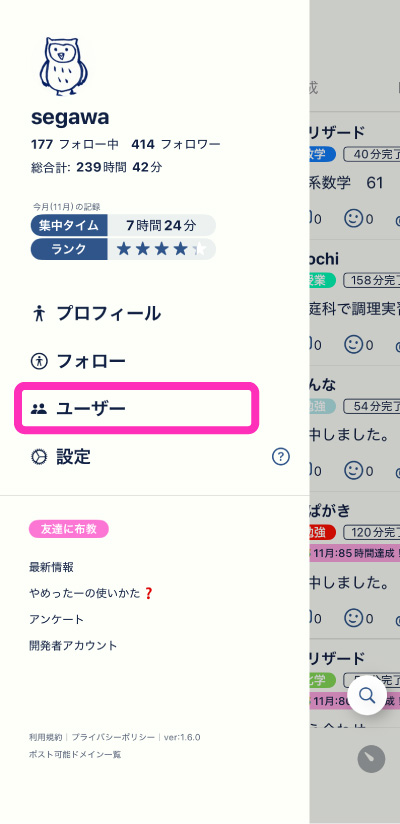 segawa
177 フォロー中 414 フォロワー
総合計: 239時間 42分
今月(11月) の記録
集中タイム 7時間24分
ランク ★★★★★
プロフィール
フォロー
ユーザー
設定 ?
友達に布教
最新情報
やめったーの使いかた❓
アンケート
開発者アカウント
利用規約 | プライバシーポリシー | ver:1.6.0
ポスト可能ドメイン一覧
成
リザード
数学 40分完了
系数学 61
0 0
ochi
授業 158分完了
庭科で調理実習
0 0
んな
勉強 54分完了
中しました。
0 0
ぱがき
勉強 120分完了
11月:85時間達成!
中しました。
0 0
リザード
化学
11月:8